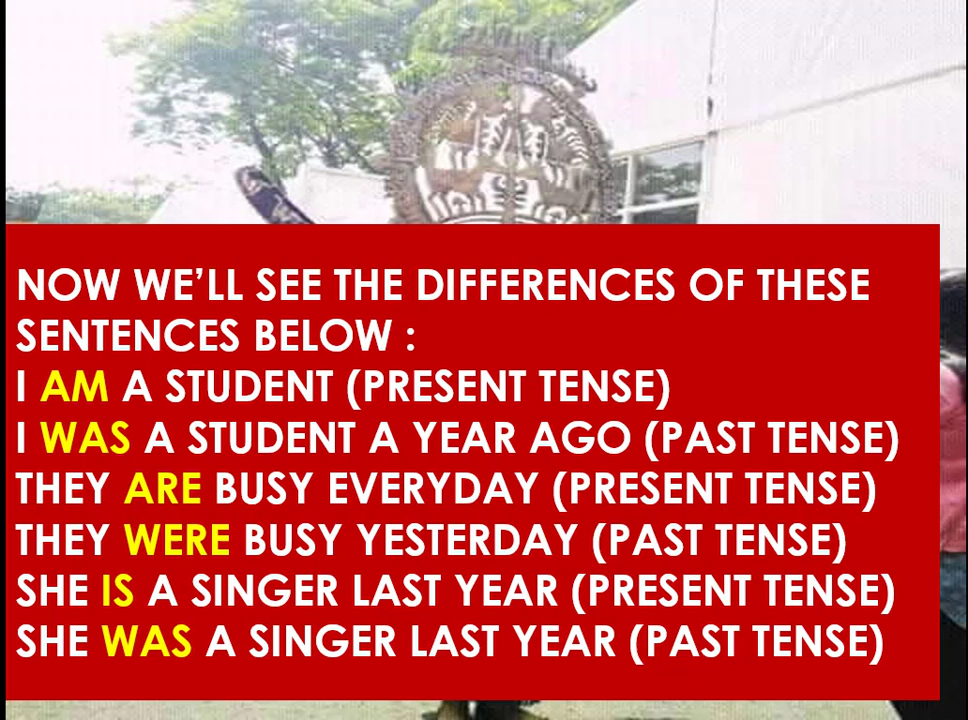 NOW WE’LL SEE THE DIFFERENCES OF THESE
SENTENCES BELOW :
I AM A STUDENT (PRESENT TENSE)
I WAS A STUDENT A YEAR AGO (PAST TENSE)
THEY ARE BUSY EVERYDAY (PRESENT TENSE)
THEY WERE BUSY YESTERDAY (PAST TENSE)
SHE IS A SINGER LAST YEAR (PRESENT TENSE)
SHE WAS A SINGER LAST YEAR (PAST TENSE)